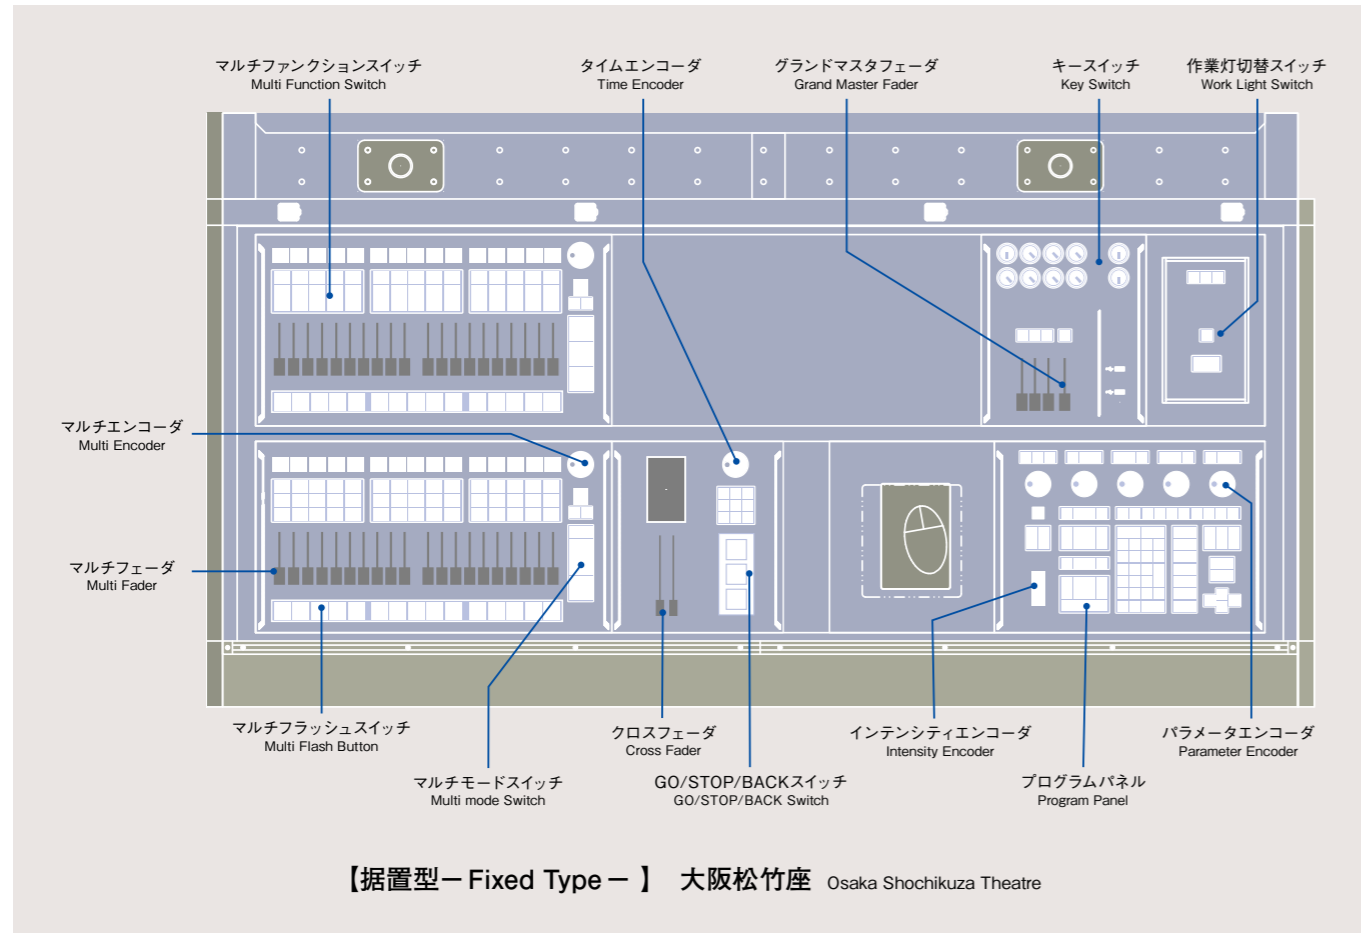 マルチファンクションスイッチ
Multi Function Switch
タイムエンコーダ
Time Encoder
グランドマスタフェーダ
Grand Master Fader
キースイッチ
Key Switch
作業灯切替スイッチ
Work Light Switch
マルチエンコーダ
Multi Encoder
マルチフェーダ
Multi Fader
マルチフラッシュスイッチ
Multi Flash Button
クロスフェーダ
Cross Fader
インテンシティエンコーダ
Intensity Encoder
パラメータエンコーダ
Parameter Encoder
マルチモードスイッチ
Multi mode Switch
GO/STOP/BACKスイッチ
GO/STOP/BACK Switch
プログラムパネル
Program Panel
【据置型ーFixed Typeー 】 大阪松竹座 Osaka Shochikuza Theatre